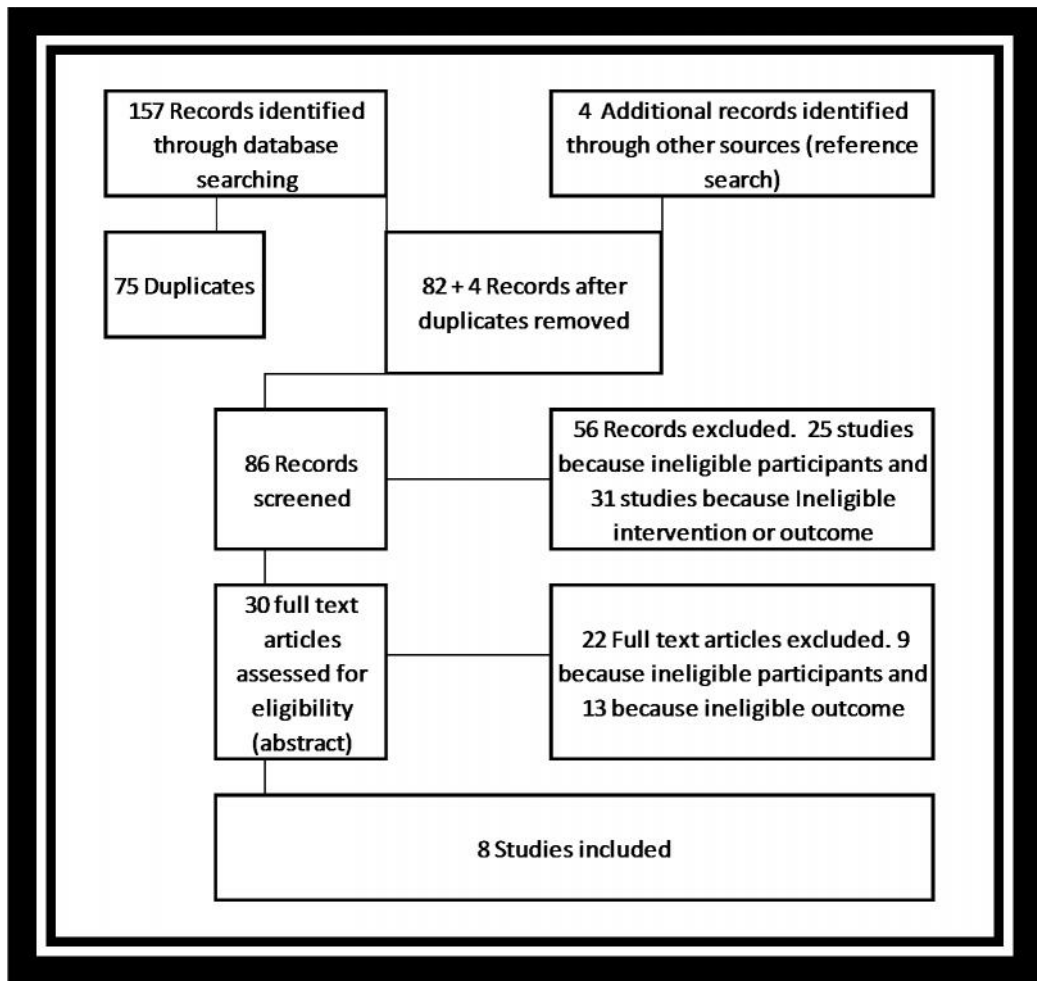 157 Records identified
through database
searching
4 Additional records identified
through other sources (reference
search)
75 Duplicates
82 + 4 Records after
duplicates removed
86 Records
screened
56 Records excluded. 25 studies
because ineligible participants and
31 studies because Ineligible
intervention or outcome
30 full text
articles
assessed for
eligibility
(abstract)
22 Full text articles excluded. 9
because ineligible participants and
13 because ineligible outcome
8 Studies included